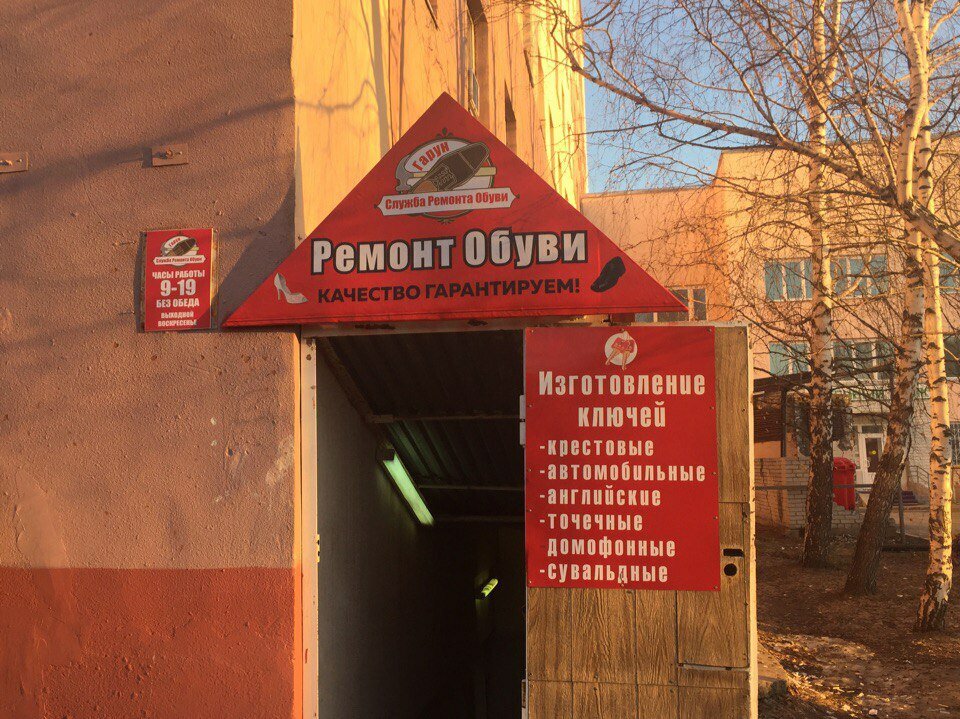 Гарун
Служба Ремонта Обуви
Ремонт Обуви
КАЧЕСТВО ГАРАНТИРУЕМ!
Гарун
Служба Ремонта Обуви
ЧАСЫ РАБОТЫ
9-19
БЕЗ ОБЕДА
ВЫХОДНОЙ
ВОСКРЕСЕНЬЕ
Изготовление
ключей
-крестовые
-автомобильные
-английские
-точечные
домофонные
-сувальдные